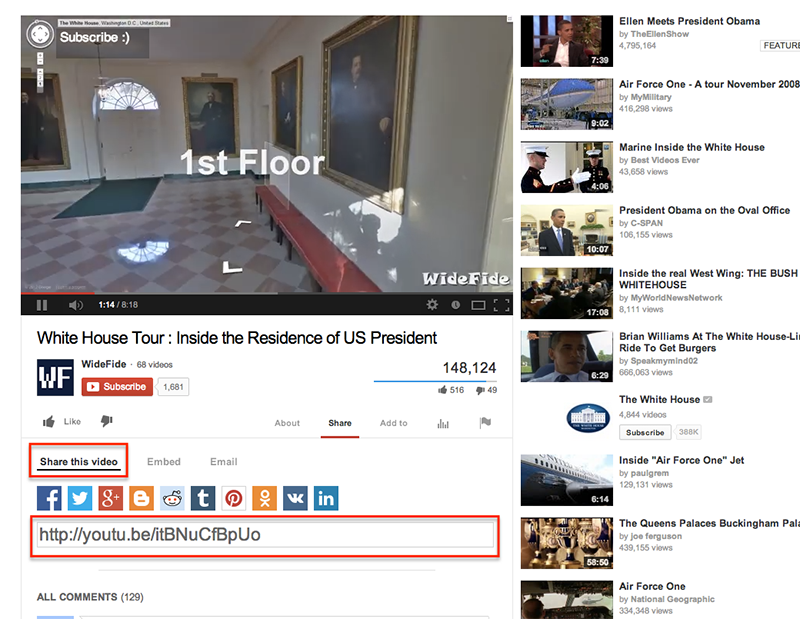 The White House, Washington D.C., United States
Subscribe :)
1st Floor
WideFide
1:14 / 8:18
White House Tour : Inside the Residence of US President
WF
WideFide · 68 videos
Subscribe 1,681
148,124
516 49
Like
About Share Add to
Share this video Embed Email
http://youtu.be/itBNuCfBpUo
ALL COMMENTS (129)
7:39
Ellen Meets President Obama
by TheEllenShow
4,795,164
FEATURE
9:02
Air Force One - A tour November 2008
by MyMilitary
416,298 views
4:06
Marine Inside the White House
by Best Videos Ever
43,658 views
10:07
President Obama on the Oval Office
by C-SPAN
106,155 views
17:08
Inside the real West Wing: THE BUSH
WHITEHOUSE
by MyWorldNewsNetwork
8,111 views
6:29
Brian Williams At The White House-Li
Ride To Get Burgers
by Speakmymind02
666,063 views
The White House
4,844 videos
Subscribe 388K
6:14
Inside "Air Force One" Jet
by paulgrem
129,131 views
58:50
The Queens Palaces Buckingham Pala
by joe ferguson
439,155 views
Air Force One
by National Geographic
334,348 views